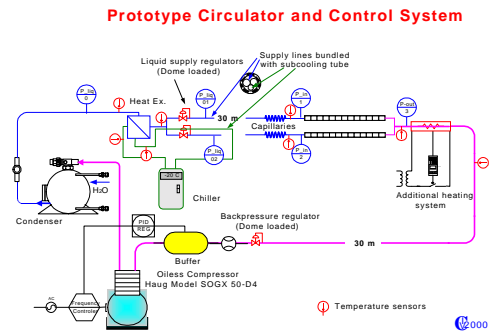 Prototype Circulator and Control System
Liquid supply regulators
(Dome loaded)
Supply lines bundled
with subcooling tube
P_liq
0
Heat Ex.
P_liq
01
30 m
P_in
1
P-out
3
Capillaries
P_liq
02
P_in
2
-20 C
H2O
Chiller
Condenser
Additional heating
system
PID
REG
Backpressure regulator
(Dome loaded)
Buffer
30 m
Oiless Compressor
Haug Model SOGX 50-D4
AC
Frequency
Controler
Temperature sensors
2000